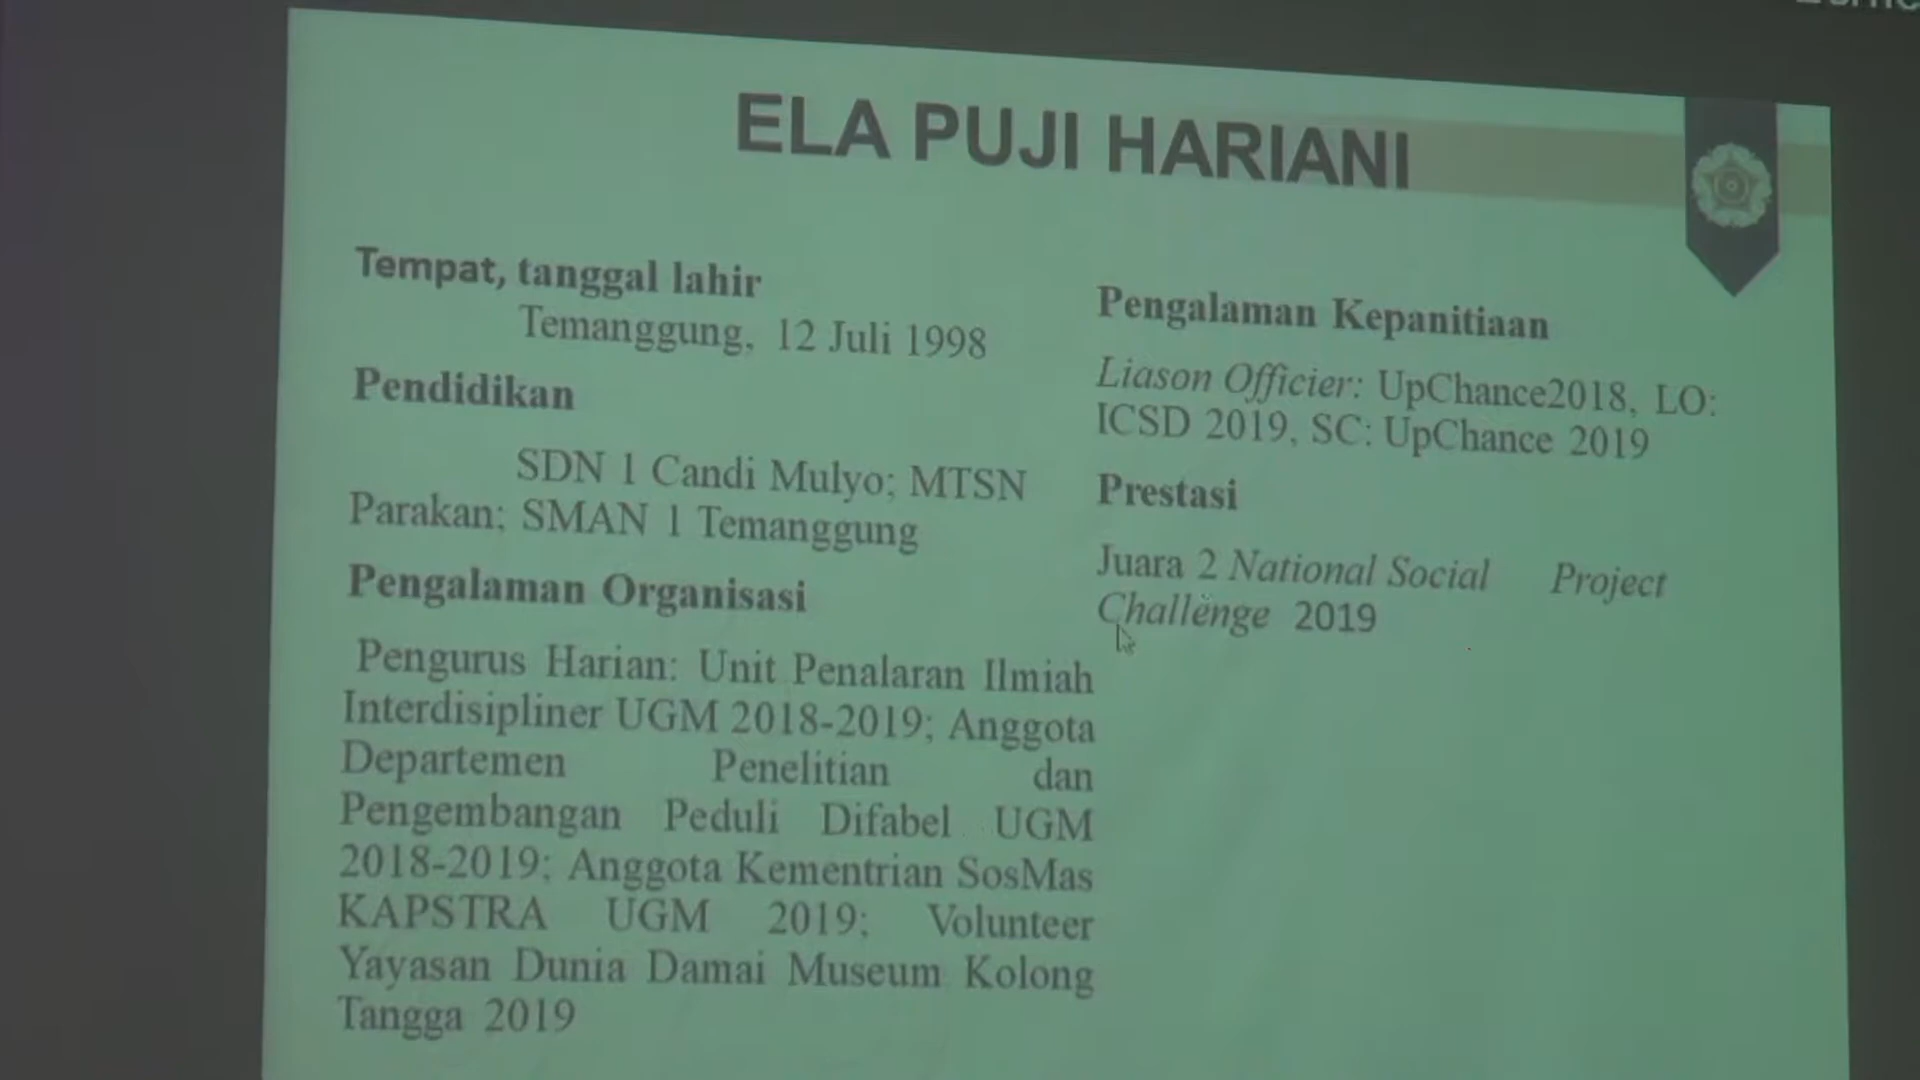 ELA PUJI HARIANI
Tempat, tanggal lahir
Temanggung, 12 Juli 1998
Pendidikan
SDN 1 Candi Mulyo; MTSN
Parakan; SMAN 1 Temanggung
Pengalaman Organisasi
Pengurus Harian: Unit Penalaran Ilmiah
Interdisipliner UGM 2018-2019; Anggota
Departemen Penelitian dan
Pengembangan Peduli Difabel UGM
2018-2019; Anggota Kementrian SosMas
KAPSTRA UGM 2019; Volunteer
Yayasan Dunia Damai Museum Kolong
Tangga 2019
Pengalaman Kepanitiaan
Liason Officier: UpChance2018, LO:
ICSD 2019, SC: UpChance 2019
Prestasi
Juara 2 National Social Project
Challenge 2019